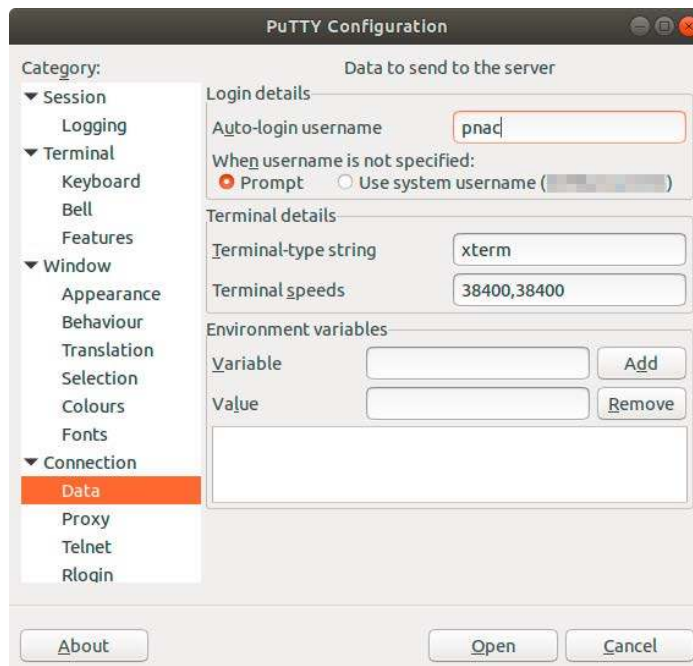 PuTTY Configuration
Category:
Session
Logging
Terminal
Keyboard
Bell
Features
Window
Appearance
Behaviour
Translation
Selection
Colours
Fonts
Connection
Data
Proxy
Telnet
Rlogin
Data to send to the server
Login details
Auto-login username pnac
When username is not specified:
Prompt Use system username ( )
Terminal details
Terminal-type string xterm
Terminal speeds 38400,38400
Environment variables
Variable Add
Value Remove
About Open Cancel